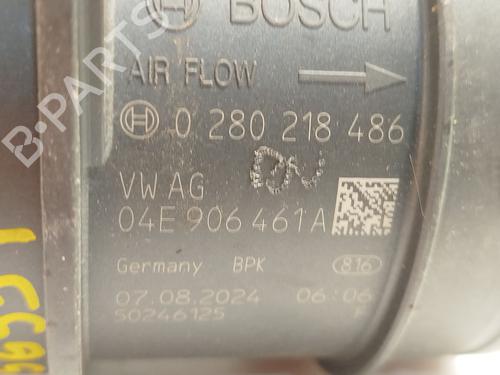 BOSCH
AIR FLOW
0 280 218 486
VW AG
04E 906 461A
Germany BPK 816
07.08.2024 06:06
50246125
B-PARTS